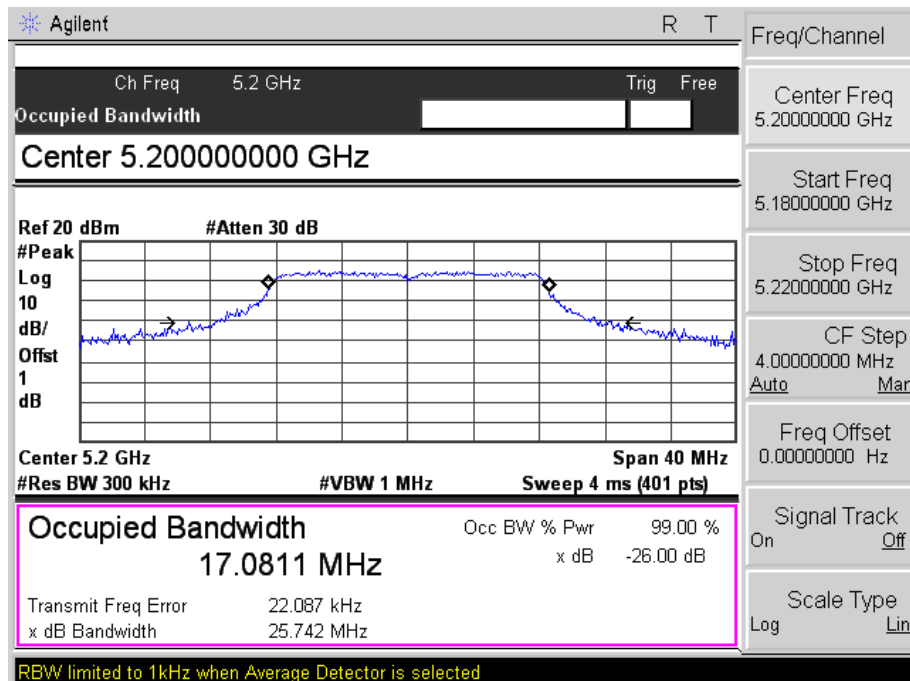 Agilent R T
Ch Freq 5.2 GHz Trig Free
Occupied Bandwidth
Center 5.200000000 GHz
Ref 20 dBm #Atten 30 dB
#Peak
Log
10
dB/
Offst
1
dB
Center 5.2 GHz Span 40 MHz
#Res BW 300 kHz #VBW 1 MHz Sweep 4 ms (401 pts)
Occupied Bandwidth
17.0811 MHz
Occ BW % Pwr 99.00 %
x dB -26.00 dB
Transmit Freq Error 22.087 kHz
x dB Bandwidth 25.742 MHz
RBW limited to 1kHz when Average Detector is selected
Freq/Channel
Center Freq
5.20000000 GHz
Start Freq
5.18000000 GHz
Stop Freq
5.22000000 GHz
CF Step
4.00000000 MHz
Auto Man
Freq Offset
0.00000000 Hz
Signal Track
On Off
Scale Type
Log Lin